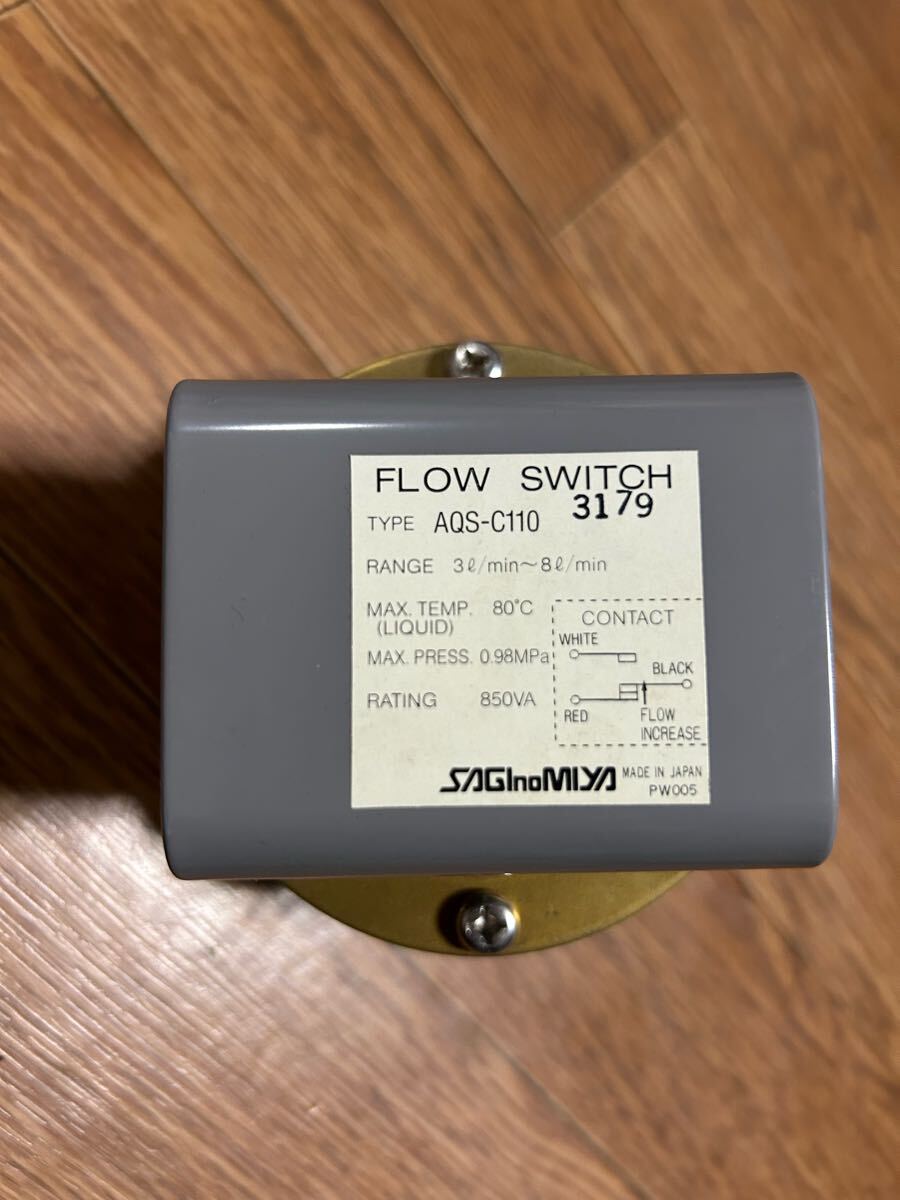 FLOW SWITCH
3179
TYPE AQS-C110
RANGE 3ℓ/min~8ℓ/min
MAX. TEMP. 80°C
(LIQUID)
MAX. PRESS. 0.98MPa
RATING 850VA
CONTACT
WHITE
BLACK
RED
FLOW
INCREASE
SAGInoMIYA MADE IN JAPAN
PW005